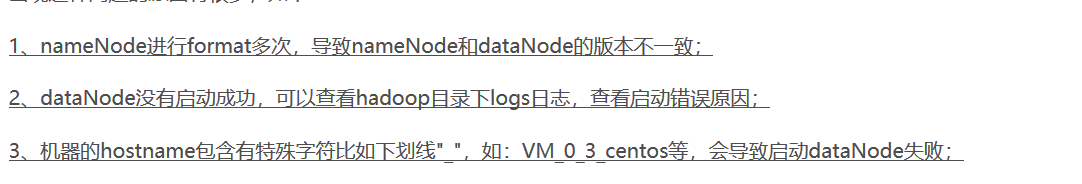 1、nameNode进行format多次，导致nameNode和dataNode的版本不一致；
2、dataNode没有启动成功，可以查看hadoop目录下logs日志，查看启动错误原因；
3、机器的hostname包含有特殊字符比如下划线"_"，如：VM_0_3_centos等，会导致启动dataNode失败；